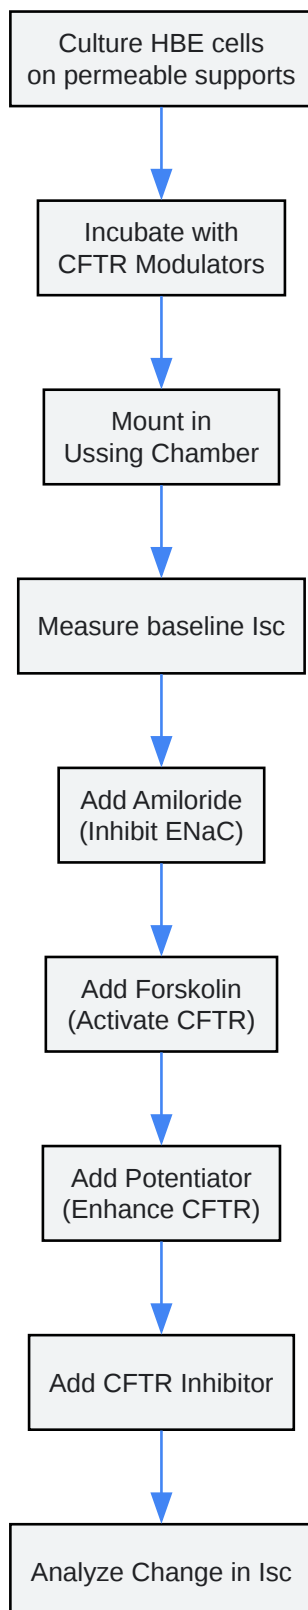 Culture HBE cells
on permeable supports
Incubate with
CFTR Modulators
Mount in
Ussing Chamber
Measure baseline Isc
Add Amiloride
(Inhibit ENaC)
Add Forskolin
(Activate CFTR)
Add Potentiator
(Enhance CFTR)
Add CFTR Inhibitor
Analyze Change in Isc